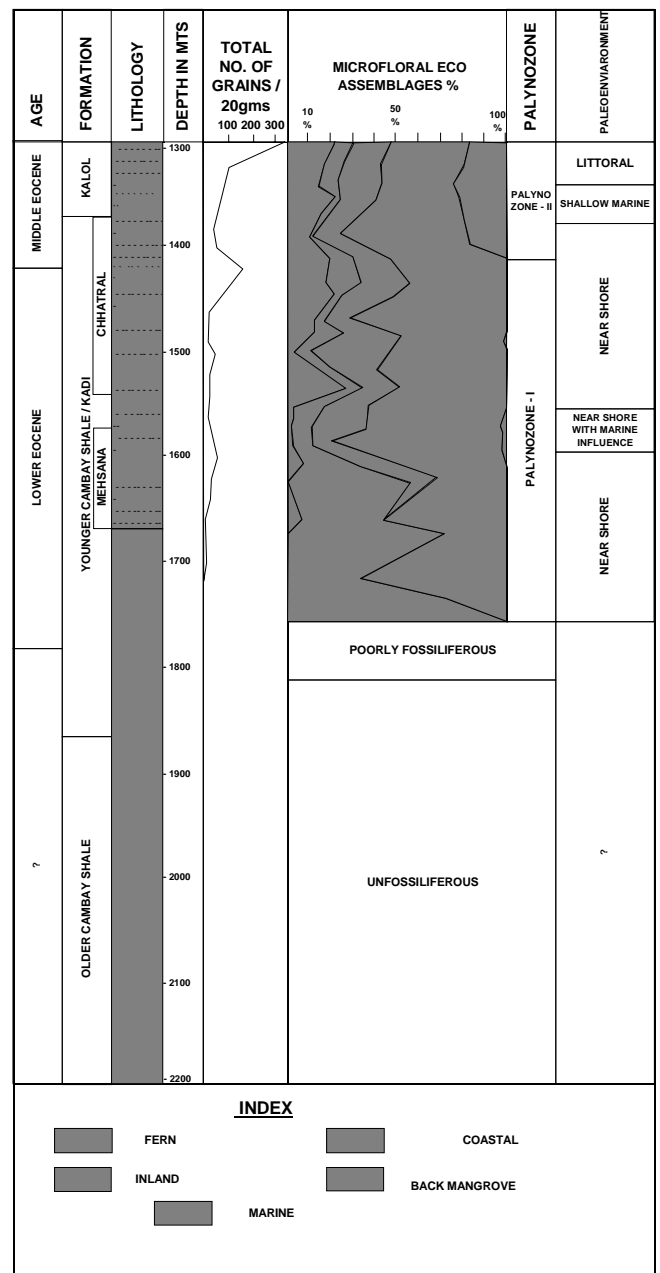 AGE
FORMATION
LITHOLOGY
DEPTH IN MTS
TOTAL
NO. OF
GRAINS /
20gms
100 200 300
MICROFLORAL ECO
ASSEMBLAGES %
10
%
50
%
100
%
PALYNOZONE
PALEOENVIARONMENT
MIDDLE EOCENE
LOWER EOCENE
?
KALOL
YOUNGER CAMBAY SHALE / KADI
CHHATRAL
MEHSANA
OLDER CAMBAY SHALE
- 1300
- 1400
- 1500
- 1600
- 1700
- 1800
- 1900
- 2000
- 2100
- 2200
PALYNO
ZONE - II
PALYNOZONE - I
LITTORAL
SHALLOW MARINE
NEAR SHORE
NEAR SHORE
WITH MARINE
INFLUENCE
NEAR SHORE
?
POORLY FOSSILIFEROUS
UNFOSSILIFEROUS
INDEX
FERN
COASTAL
INLAND
BACK MANGROVE
MARINE